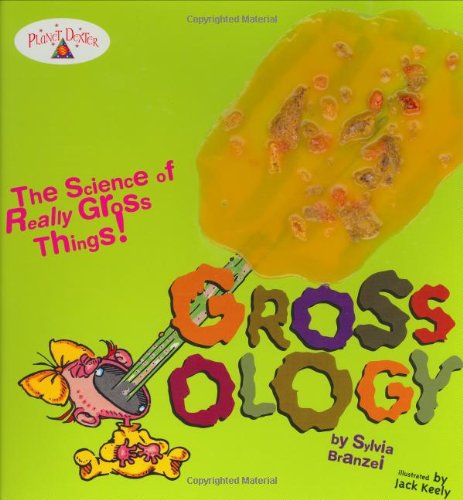 Copyrighted Material
PLANET DEXTER
The Science of
Really Gross
Things!
GROSS
OLOGY
by Sylvia
Branzei
Illustrated by
Jack Keely
Copyrighted Material